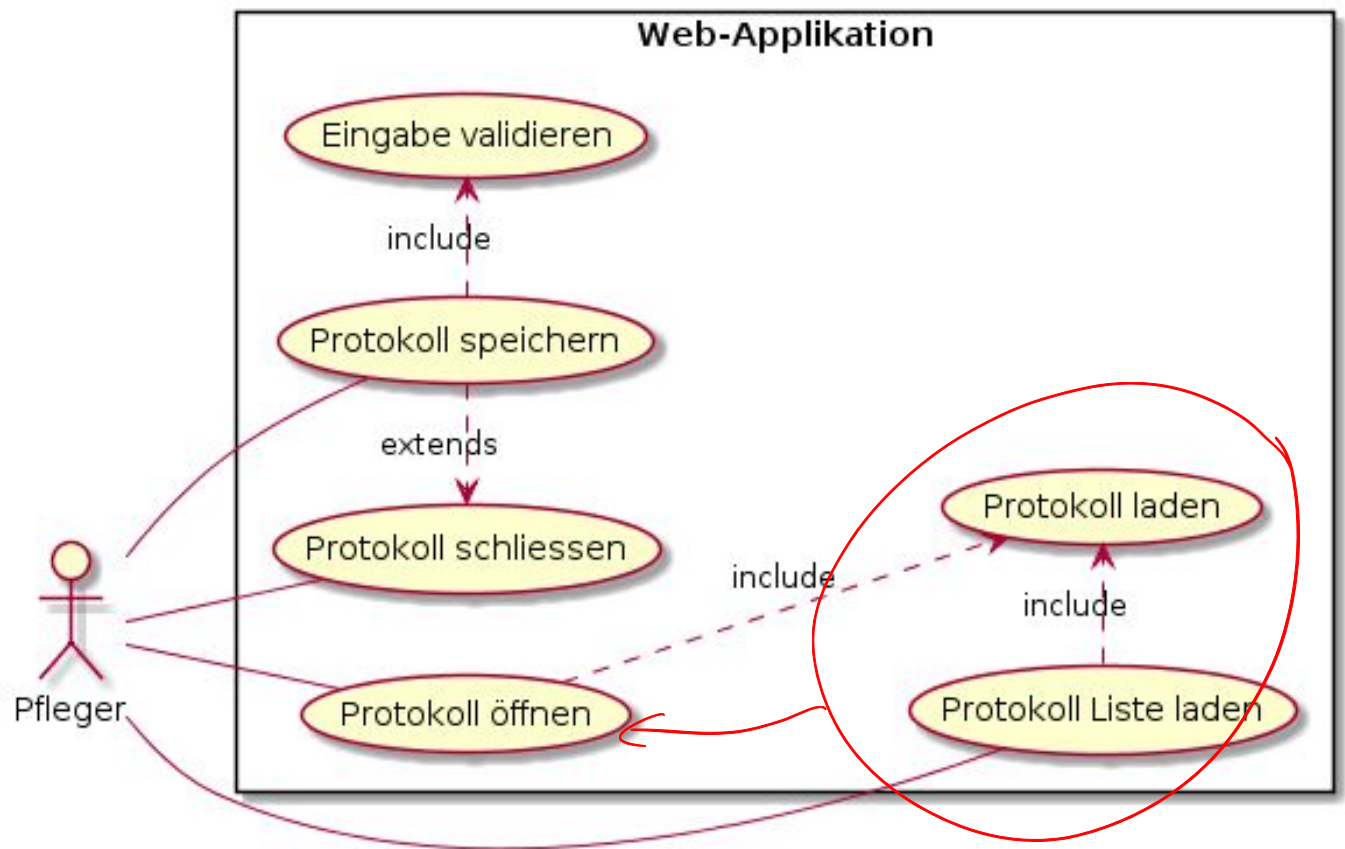 Web-Applikation
Eingabe validieren
include
Protokoll speichern
extends
Protokoll schliessen
Protokoll laden
include
include
Protokoll öffnen
Protokoll Liste laden
Pfleger